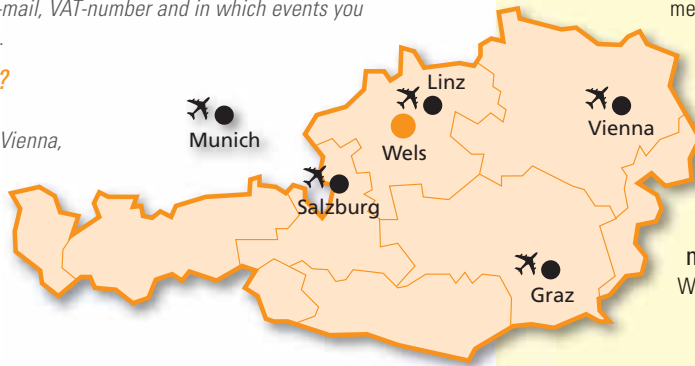 -mail, VAT-number and in which events you
.
?
Vienna,
me
Linz
Munich
Wels
Vienna
Salzburg
Graz
n
W